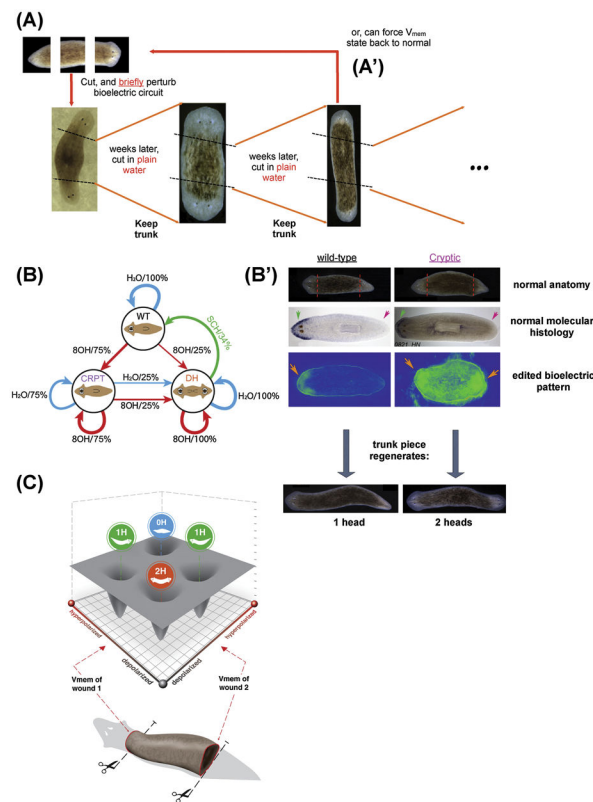 (A)
or, can force Vmem
state back to normal
(A')
Cut, and briefly perturb
bioelectric circuit
weeks later,
cut in plain
water
weeks later,
cut in plain
water
...
Keep
trunk
Keep
trunk
(B)
H₂O/100%
WT
SCH/34%
8OH/75%
8OH/25%
CRPT
H₂O/25%
DH
H₂O/75%
8OH/25%
H₂O/100%
8OH/75%
8OH/100%
(B')
wild-type
Cryptic
normal anatomy
normal molecular
histology
edited bioelectric
pattern
trunk piece
regenerates:
1 head
2 heads
(C)
1H
0H
1H
2H
hyperpolarized
depolarized
depolarized
hyperpolarized
Vmem of
wound 1
Vmem of
wound 2